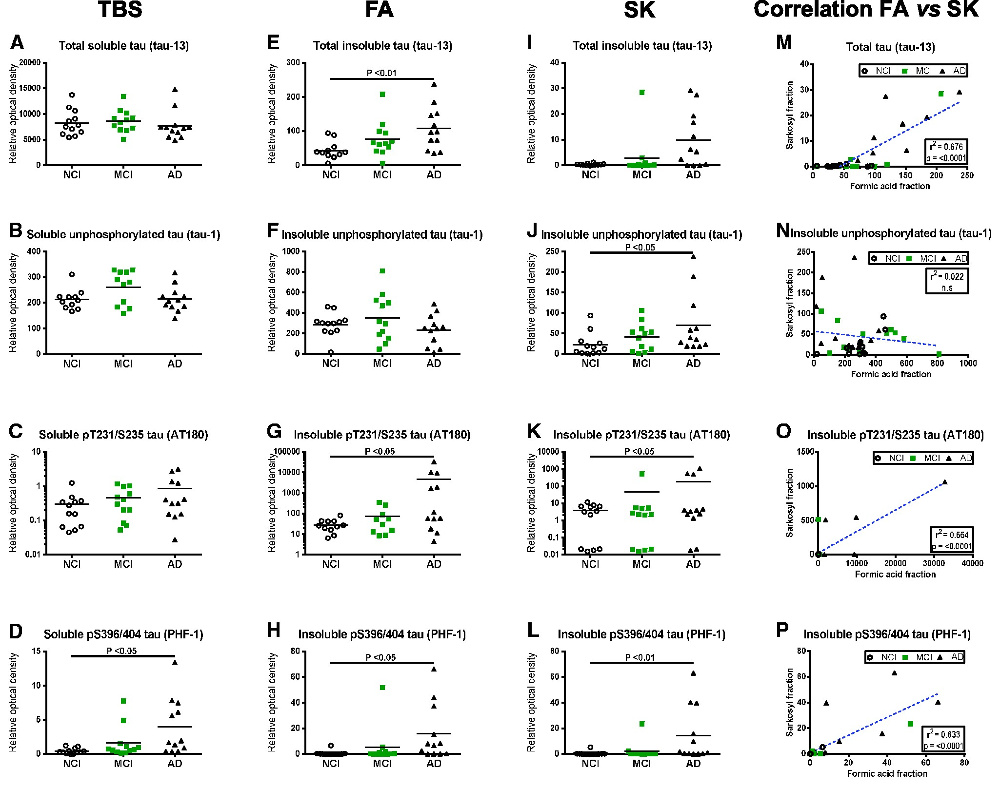 TBS
FA
SK
Correlation FA vs SK
A
Total soluble tau (tau-13)
Relative optical density
20000
15000
10000
5000
0
NCI MCI AD
E
Total insoluble tau (tau-13)
Relative optical density
300
200
100
0
P <0.01
NCI MCI AD
I
Total insoluble tau (tau-13)
Relative optical density
40
30
20
10
0
NCI MCI AD
M
Total tau (tau-13)
Sarkosyl fraction
40
30
20
10
0
NCI MCI AD
r2 = 0.676
p = <0.0001
0 50 100 150 200 250
Formic acid fraction
B
Soluble unphosphorylated tau (tau-1)
Relative optical density
400
300
200
100
0
NCI MCI AD
F
Insoluble unphosphorylated tau (tau-1)
Relative optical density
1000
800
600
400
200
0
NCI MCI AD
J
Insoluble unphosphorylated tau (tau-1)
Relative optical density
250
200
150
100
50
0
P <0.05
NCI MCI AD
N
Insoluble unphosphorylated tau (tau-1)
Sarkosyl fraction
250
200
150
100
50
0
NCI MCI AD
r2 = 0.022
n.s
0 200 400 600 800 1000
Formic acid fraction
C
Soluble pT231/S235 tau (AT180)
Relative optical density
10
1
0.1
0.01
NCI MCI AD
G
Insoluble pT231/S235 tau (AT180)
Relative optical density
100000
10000
1000
100
10
1
P <0.05
NCI MCI AD
K
Insoluble pT231/S235 tau (AT180)
Relative optical density
10000
1000
100
10
1
0.1
0.01
P <0.05
NCI MCI AD
O
Insoluble pT231/S235 tau (AT180)
Sarkosyl fraction
1500
1000
500
0
NCI MCI AD
r2 = 0.664
p = <0.0001
0 10000 20000 30000 40000
Formic acid fraction
D
Soluble pS396/404 tau (PHF-1)
Relative optical density
15
10
5
0
P <0.05
NCI MCI AD
H
Insoluble pS396/404 tau (PHF-1)
Relative optical density
80
60
40
20
0
P <0.05
NCI MCI AD
L
Insoluble pS396/404 tau (PHF-1)
Relative optical density
80
60
40
20
0
P <0.01
NCI MCI AD
P
Insoluble pS396/404 tau (PHF-1)
Sarkosyl fraction
80
60
40
20
0
NCI MCI AD
r2 = 0.633
p = <0.0001
0 20 40 60 80
Formic acid fraction